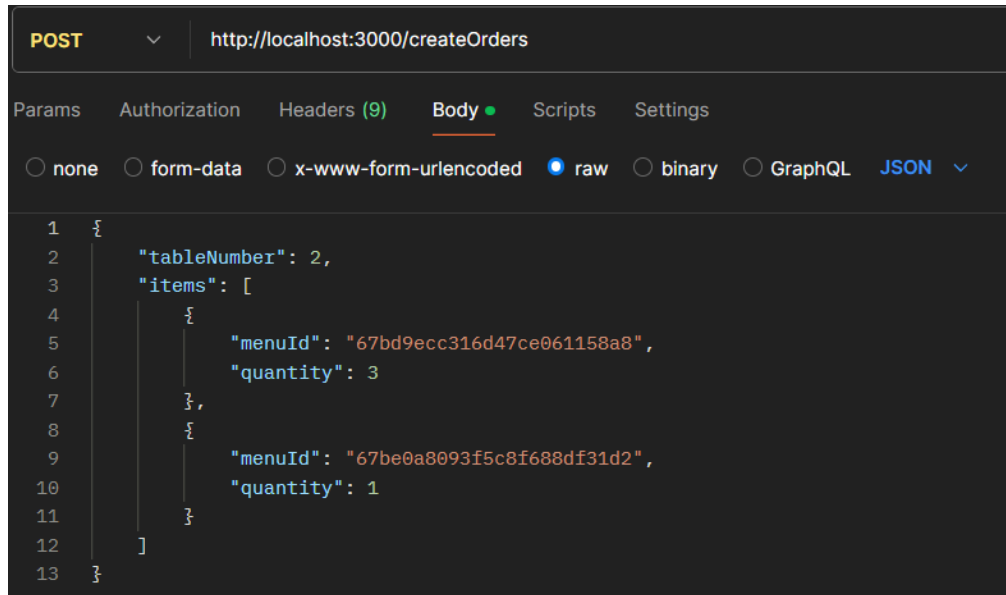 POST http://localhost:3000/createOrders
Params Authorization Headers (9) Body Scripts Settings
none form-data x-www-form-urlencoded raw binary GraphQL JSON
1 {
2 "tableNumber": 2,
3 "items": [
4 {
5 "menuId": "67bd9ecc316d47ce061158a8",
6 "quantity": 3
7 },
8 {
9 "menuId": "67be0a8093f5c8f688df31d2",
10 "quantity": 1
11 }
12 ]
13 }